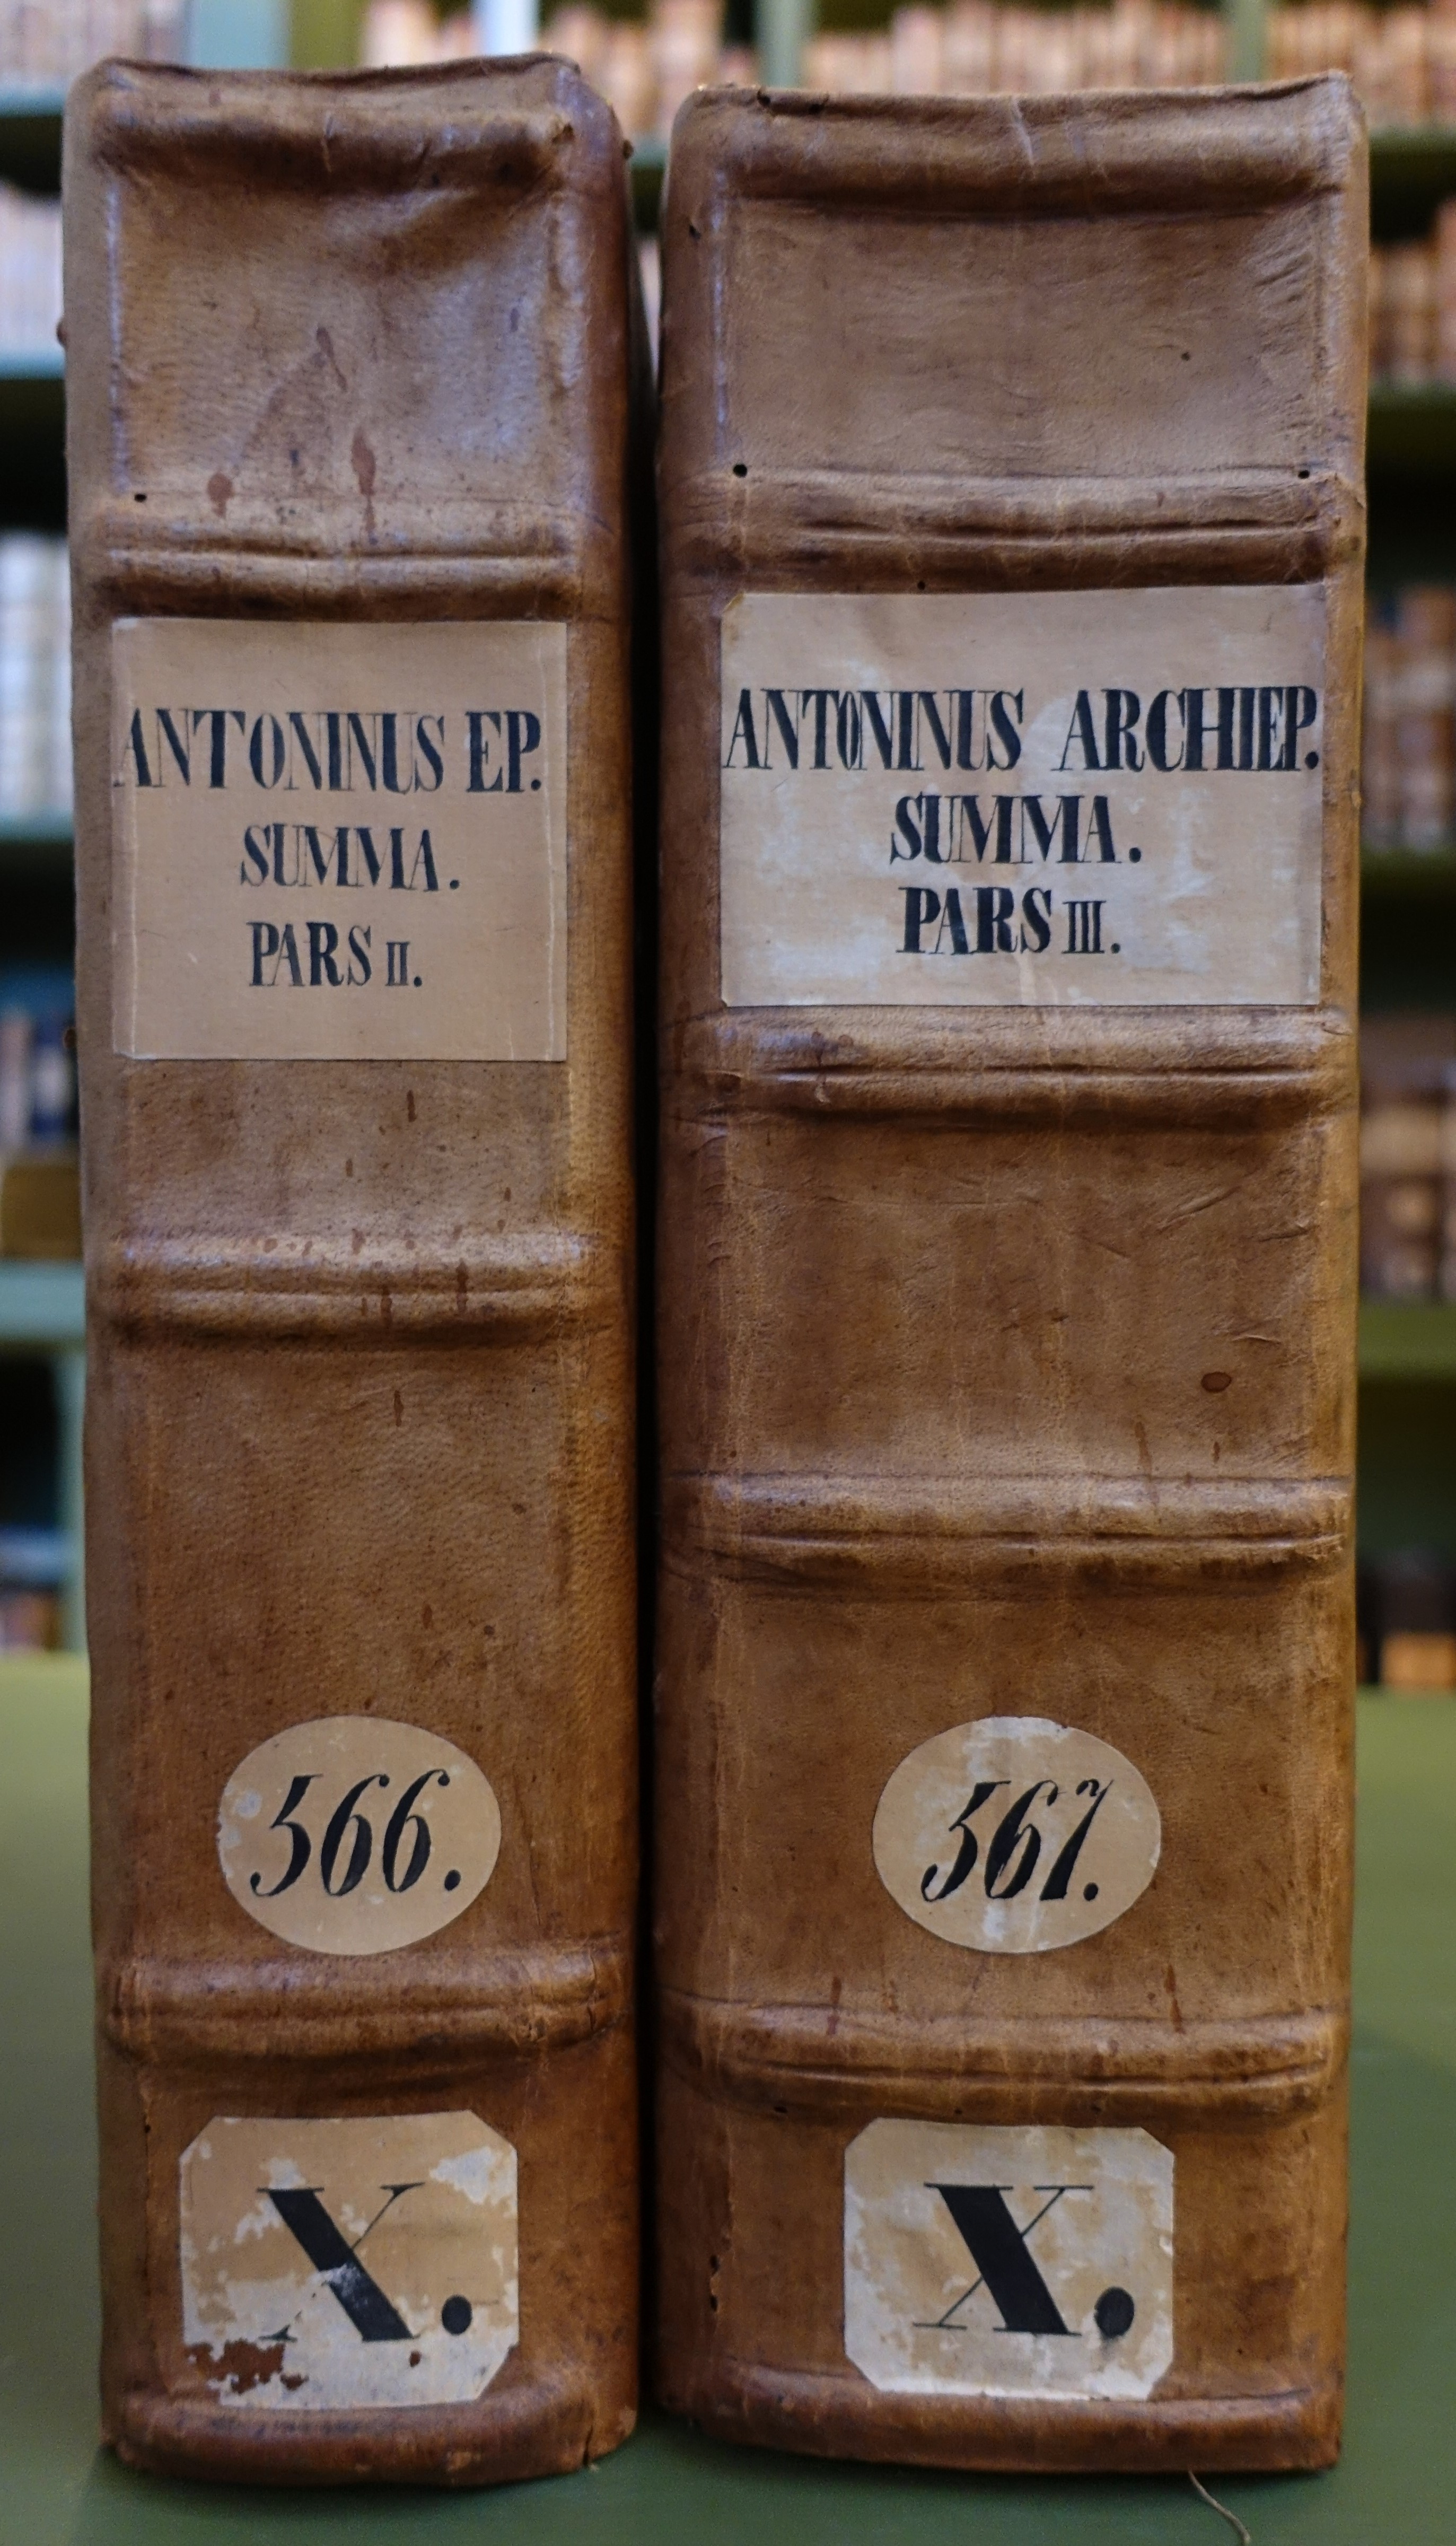 ANTONINUS EP.
SUMMA.
PARS II.
566.
X.
ANTONINUS ARCHIEP.
SUMMA.
PARS III.
567.
X.